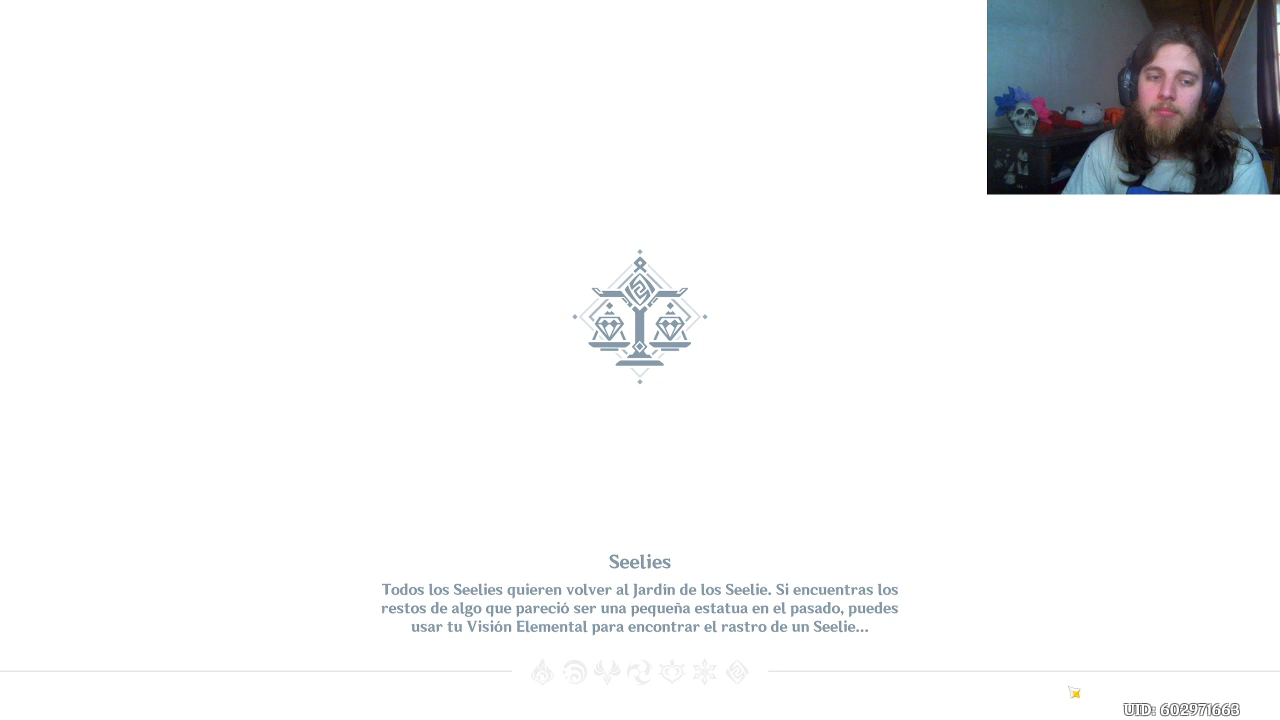 Seelies
Todos los Seelies quieren volver al Jardín de los Seelie. Si encuentras los
restos de algo que pareció ser una pequeña estatua en el pasado, puedes
usar tu Visión Elemental para encontrar el rastro de un Seelie...
UID: 602971663